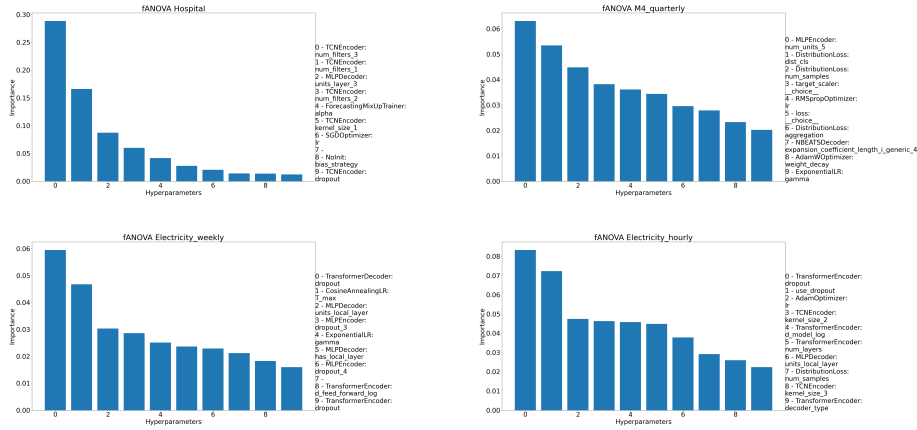 fANOVA Hospital
0.30
0.25
0.20
0.15
0.10
0.05
0.00
Importance
0 2 4 6 8
Hyperparameters
0 - TCNEncoder:
num_filters_3
1 - TCNEncoder:
num_filters_1
2 - MLPDecoder:
units_layer_3
3 - TCNEncoder:
num_filters_2
4 - ForecastingMixUpTrainer:
alpha
5 - TCNEncoder:
kernel_size_1
6 - SGDOptimizer:
lr
7 -
8 - NoInit:
bias_strategy
9 - TCNEncoder:
dropout
fANOVA M4_quarterly
0.06
0.05
0.04
0.03
0.02
0.01
0.00
Importance
0 2 4 6 8
Hyperparameters
0 - MLPEncoder:
num_units_5
1 - DistributionLoss:
dist_cls
2 - DistributionLoss:
num_samples
3 - target_scaler:
__choice__
4 - RMSpropOptimizer:
lr
5 - loss:
__choice__
6 - DistributionLoss:
aggregation
7 - NBEATSDecoder:
expansion_coefficient_length_i_generic_4
8 - AdamWOptimizer:
weight_decay
9 - ExponentialLR:
gamma
fANOVA Electricity_weekly
0.06
0.05
0.04
0.03
0.02
0.01
0.00
Importance
0 2 4 6 8
Hyperparameters
0 - TransformerDecoder:
dropout
1 - CosineAnnealingLR:
T_max
2 - MLPDecoder:
units_local_layer
3 - MLPEncoder:
dropout_3
4 - ExponentialLR:
gamma
5 - MLPDecoder:
has_local_layer
6 - MLPEncoder:
dropout_4
7 -
8 - TransformerEncoder:
d_feed_forward_log
9 - TransformerEncoder:
dropout
fANOVA Electricity_hourly
0.08
0.07
0.06
0.05
0.04
0.03
0.02
0.01
0.00
Importance
0 2 4 6 8
Hyperparameters
0 - TransformerEncoder:
dropout
1 - use_dropout
2 - AdamOptimizer:
lr
3 - TCNEncoder:
kernel_size_2
4 - TransformerEncoder:
d_model_log
5 - TransformerEncoder:
num_layers
6 - MLPDecoder:
units_local_layer
7 - DistributionLoss:
num_samples
8 - TCNEncoder:
kernel_size_3
9 - TransformerEncoder:
decoder_type